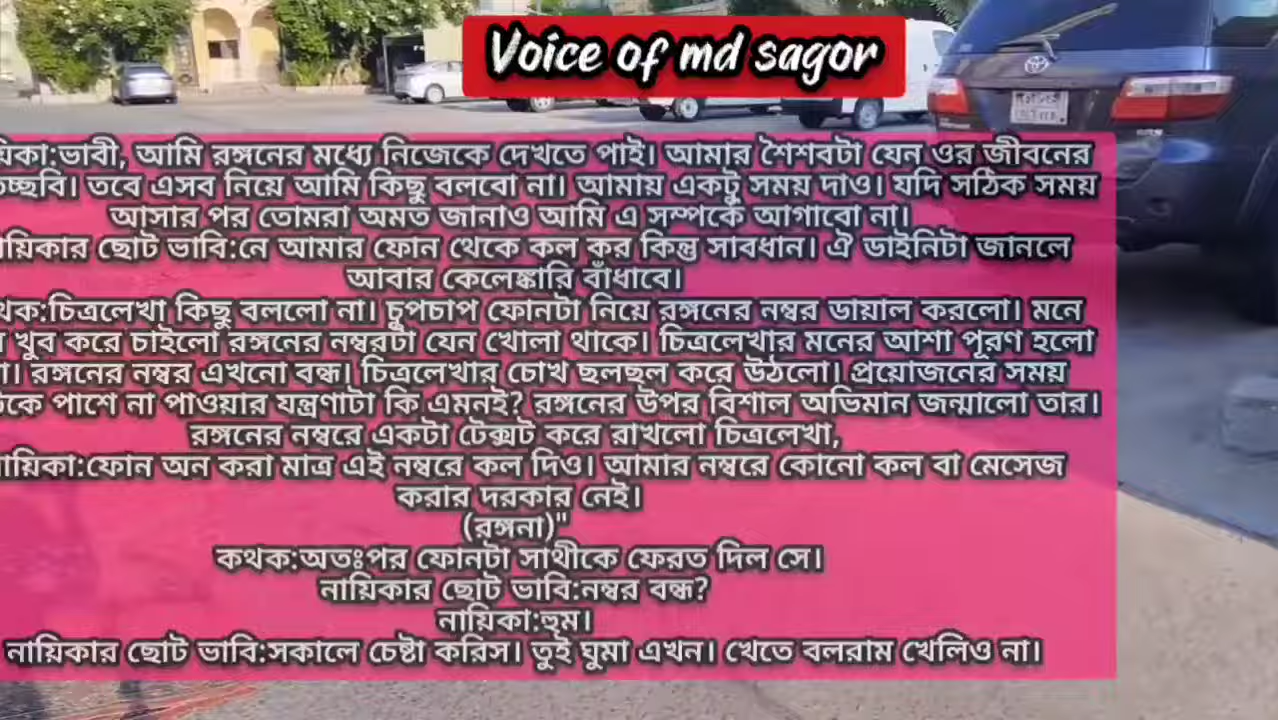 Voice of md sagor
য়িকা:ভাবী, আমি রঙ্গনের মধ্যে নিজেকে দেখতে পাই। আমার শৈশবটা যেন ওর জীবনের
চ্ছবি। তবে এসব নিয়ে আমি কিছু বলবো না। আমায় একটু সময় দাও। যদি সঠিক সময়
আসার পর তোমরা অমত জানাও আমি এ সম্পর্কে আগাবো না।
ায়িকার ছোট ভাবি:নে আমার ফোন থেকে কল কর কিন্তু সাবধান। ঐ ডাইনিটা জানলে
আবার কেলেঙ্কারি বাঁধাবে।
থক:চিত্রলেখা কিছু বললো না। চুপচাপ ফোনটা নিয়ে রঙ্গনের নম্বর ডায়াল করলো। মনে
খুব করে চাইলো রঙ্গনের নম্বরটা যেন খোলা থাকে। চিত্রলেখার মনের আশা পূরণ হলো
া। রঙ্গনের নম্বর এখনো বন্ধ। চিত্রলেখার চোখ ছলছল করে উঠলো। প্রয়োজনের সময়
উকে পাশে না পাওয়ার যন্ত্রণাটা কি এমনই? রঙ্গনের উপর বিশাল অভিমান জন্মালো তার।
রঙ্গনের নম্বরে একটা টেক্সট করে রাখলো চিত্রলেখা,
ায়িকা:ফোন অন করা মাত্র এই নম্বরে কল দিও। আমার নম্বরে কোনো কল বা মেসেজ
করার দরকার নেই।
(রঙ্গনা)"
কথক:অতঃপর ফোনটা সাথীকে ফেরত দিল সে।
নায়িকার ছোট ভাবি:নম্বর বন্ধ?
নায়িকা:হুম।
নায়িকার ছোট ভাবি:সকালে চেষ্টা করিস। তুই ঘুমা এখন। খেতে বলরাম খেলিও না।